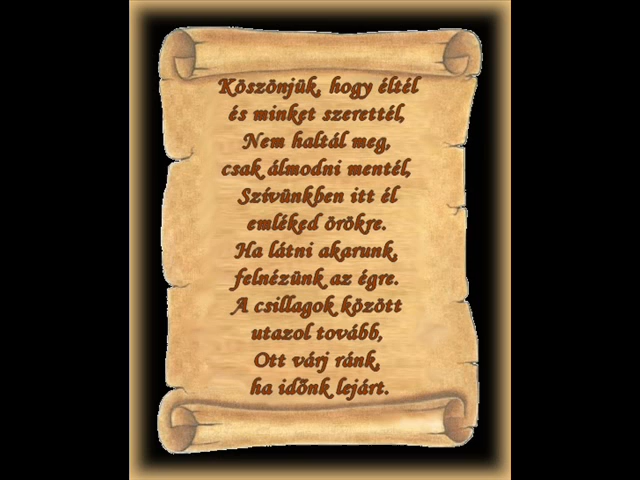 Köszönjük, hogy éltél
és minket szerettél,
Nem haltál meg,
csak álmodni mentél,
Szívünkben itt él
emléked örökre.
Ha látni akarunk,
felnézünk az égre.
A csillagok között
utazol tovább,
Ott várj ránk,
ha idõnk lejárt.